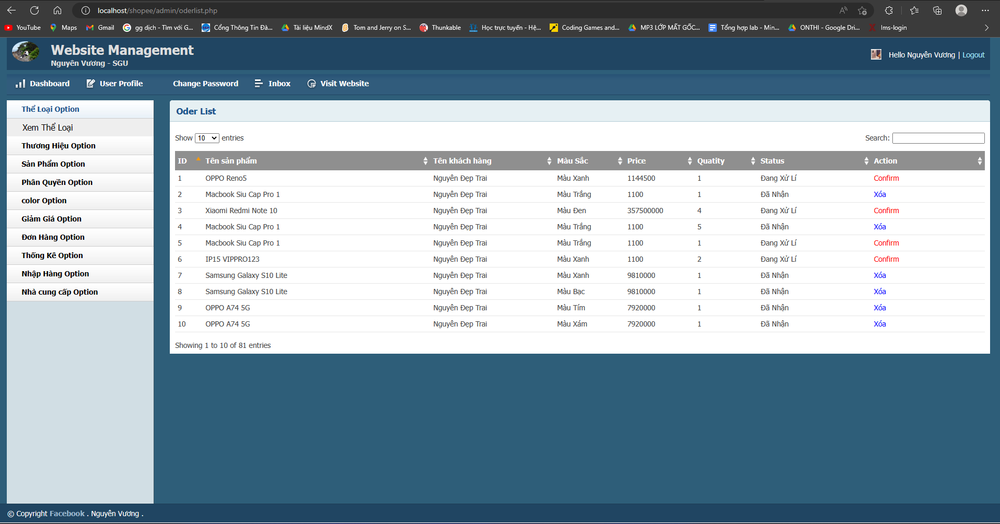 localhost/shopee/admin/oderlist.php
YouTube Maps Gmail gg dịch - Tìm với G... Cổng Thông Tin Đà... Tài liệu MindX Tom and Jerry on S... Thunkable Học trực tuyến - Hệ... Coding Games and... MP3 LỚP MẤT GỐC... Tổng hợp lab - Min... ONTHI - Google Dri... lms-login
Website Management
Nguyên Vương - SGU
Hello Nguyên Vương | Logout
Dashboard User Profile Change Password Inbox Visit Website
Thể Loại Option
Xem Thể Loại
Thương Hiệu Option
Sản Phẩm Option
Phân Quyền Option
color Option
Giảm Giá Option
Đơn Hàng Option
Thống Kê Option
Nhập Hàng Option
Nhà cung cấp Option
Oder List
Show 10 entries
Search:
ID Tên sản phẩm Tên khách hàng Màu Sắc Price Quatity Status Action
1 OPPO Reno5 Nguyên Đẹp Trai Màu Xanh 1144500 1 Đang Xử Lí Confirm
2 Macbook Siu Cap Pro 1 Nguyên Đẹp Trai Màu Trắng 1100 1 Đã Nhận Xóa
3 Xiaomi Redmi Note 10 Nguyên Đẹp Trai Màu Đen 357500000 4 Đang Xử Lí Confirm
4 Macbook Siu Cap Pro 1 Nguyên Đẹp Trai Màu Trắng 1100 5 Đã Nhận Xóa
5 Macbook Siu Cap Pro 1 Nguyên Đẹp Trai Màu Trắng 1100 1 Đang Xử Lí Confirm
6 IP15 VIPPRO123 Nguyên Đẹp Trai Màu Xanh 1100 2 Đang Xử Lí Confirm
7 Samsung Galaxy S10 Lite Nguyên Đẹp Trai Màu Xanh 9810000 1 Đã Nhận Xóa
8 Samsung Galaxy S10 Lite Nguyên Đẹp Trai Màu Bạc 9810000 1 Đã Nhận Xóa
9 OPPO A74 5G Nguyên Đẹp Trai Màu Tím 7920000 1 Đã Nhận Xóa
10 OPPO A74 5G Nguyên Đẹp Trai Màu Xám 7920000 1 Đã Nhận Xóa
Showing 1 to 10 of 81 entries
© Copyright Facebook . Nguyên Vương .